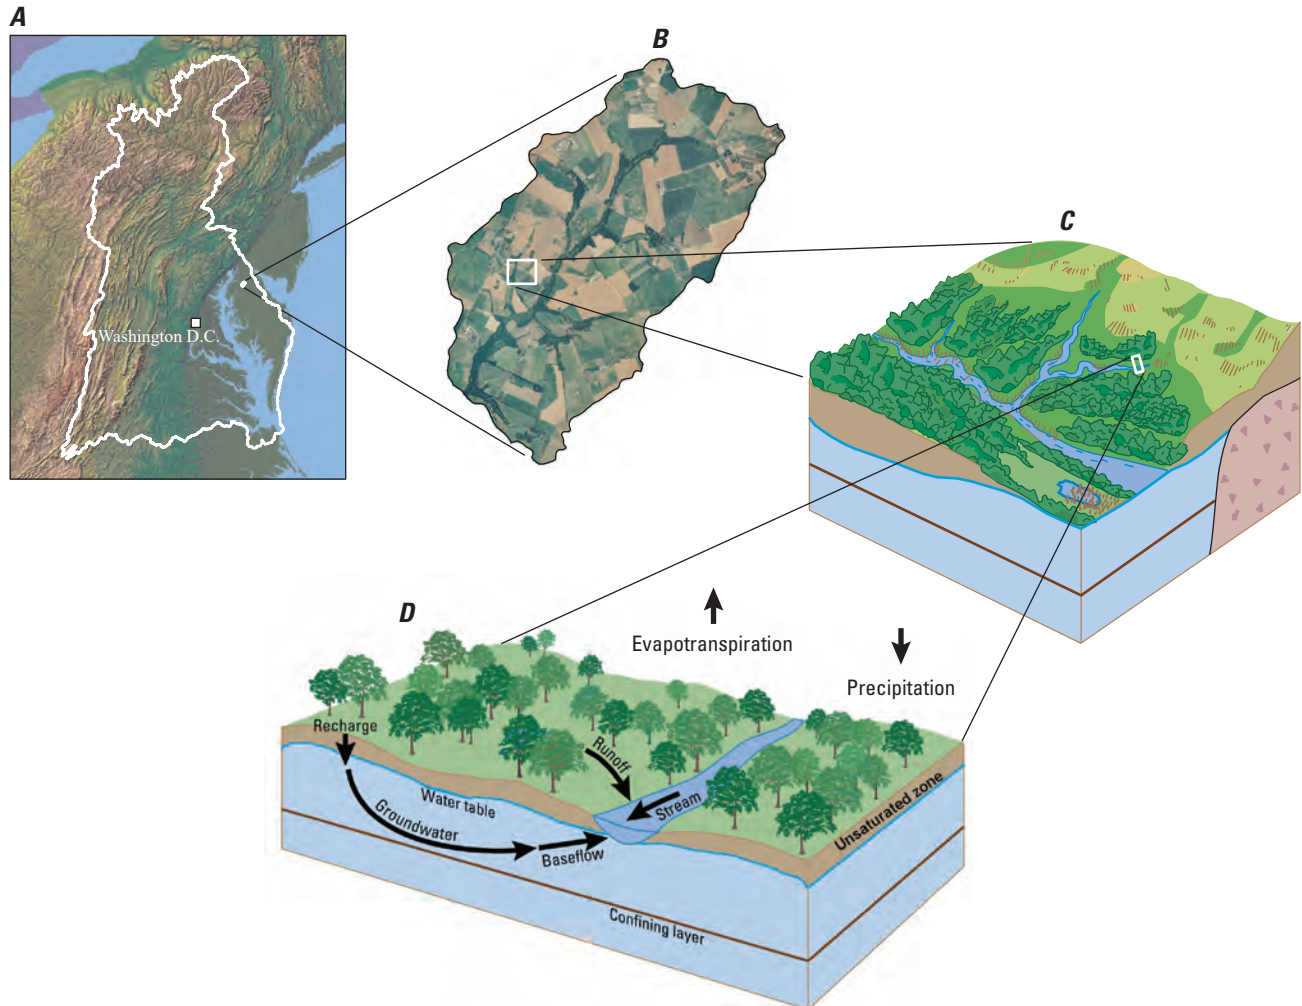 A
B
Washington D.C.
C
D
Evapotranspiration
Precipitation
Recharge
Runoff
Stream
Water table
Groundwater
Baseflow
Unsaturated zone
Confining layer